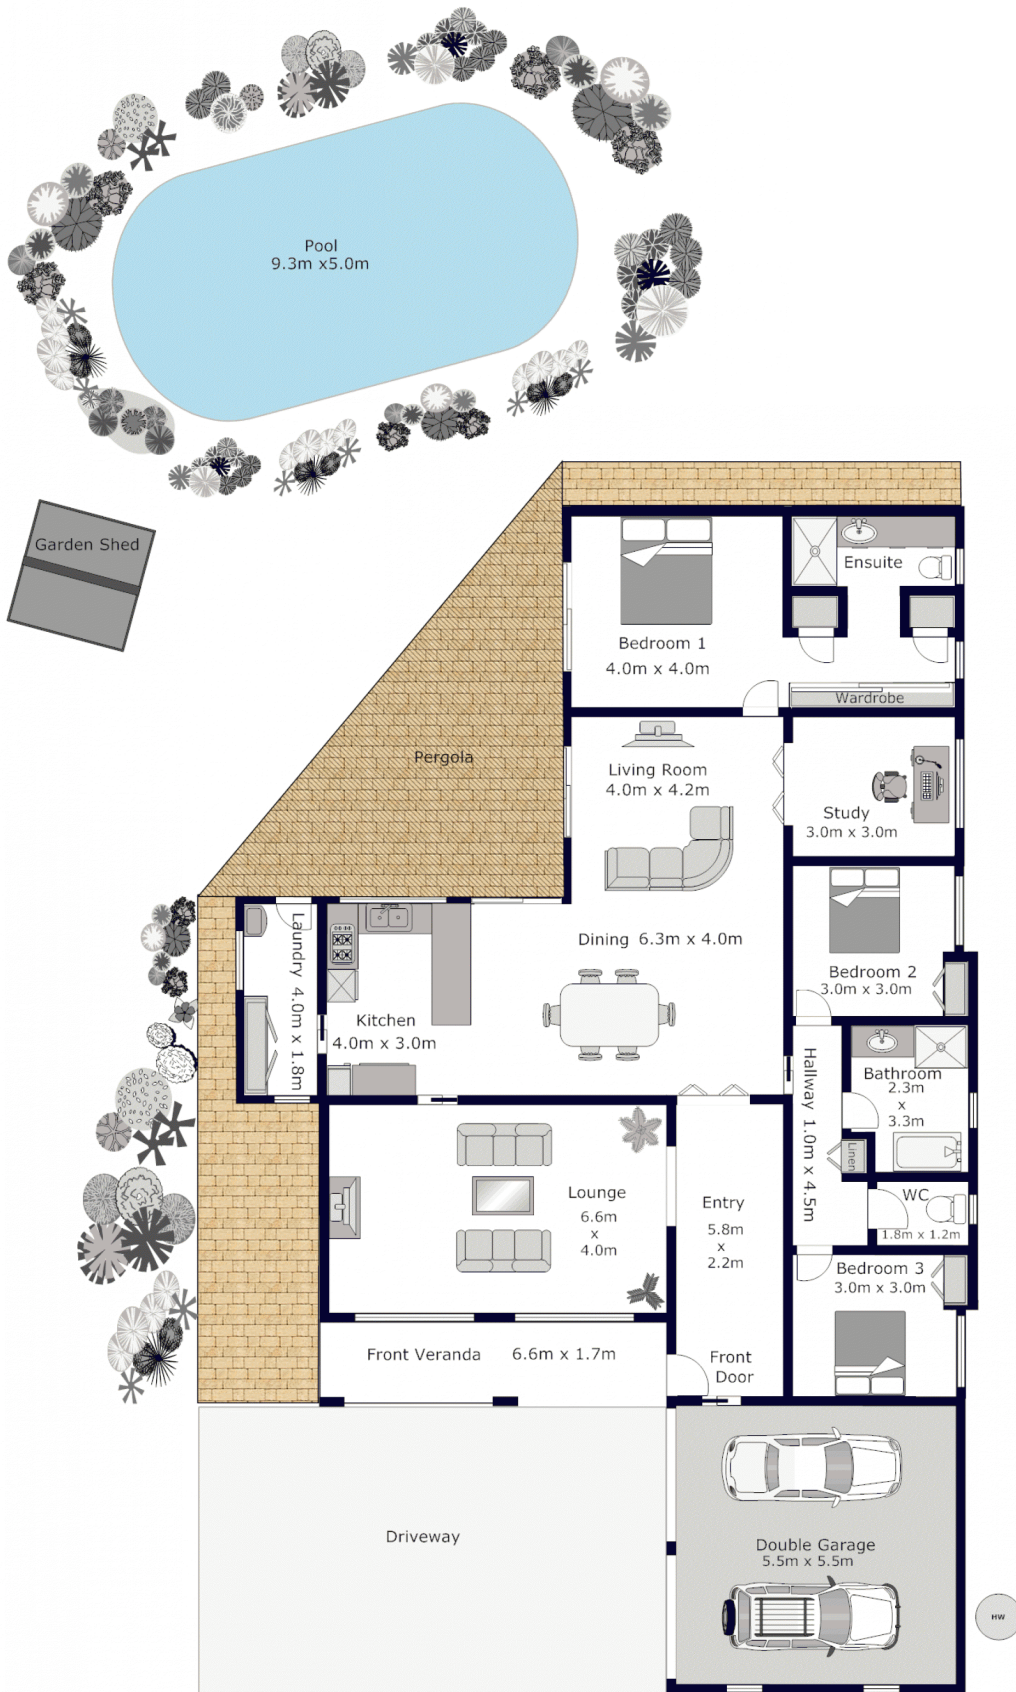 Pool
9.3m x5.0m
Garden Shed
Ensuite
Bedroom 1
4.0m x 4.0m
Wardrobe
Pergola
Living Room
4.0m x 4.2m
Study
3.0m x 3.0m
Dining 6.3m x 4.0m
Laundry 4.0m x 1.8m
Bedroom 2
3.0m x 3.0m
Kitchen
4.0m x 3.0m
Hallway 1.0m x 4.5m
Bathroom
2.3m
x
3.3m
Linen
Lounge
6.6m
x
4.0m
Entry
5.8m
x
2.2m
WC
1.8m x 1.2m
Bedroom 3
3.0m x 3.0m
Front Veranda 6.6m x 1.7m
Front
Door
Driveway
Double Garage
5.5m x 5.5m
HW